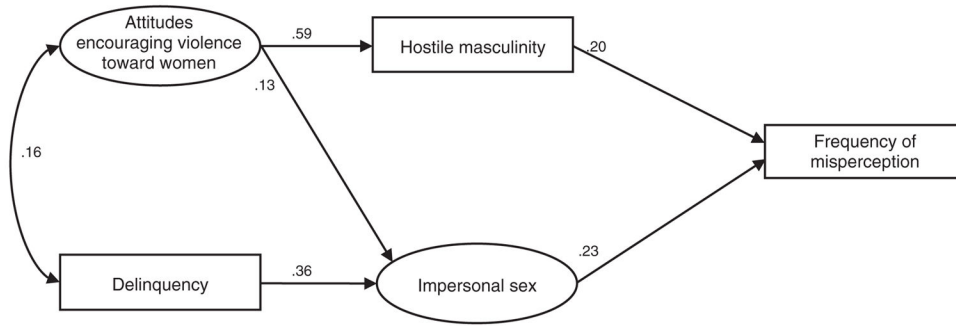 Attitudes
encouraging violence
toward women
.59
Hostile masculinity
.20
.13
.16
Frequency of
misperception
Delinquency
.36
Impersonal sex
.23